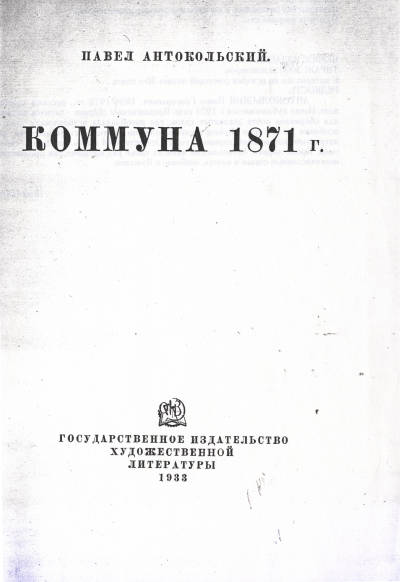 ПАВЕЛ АНТОКОЛЬСКИЙ.
КОММУНА 1871 г.
ГОСУДАРСТВЕННОЕ ИЗДАТЕЛЬСТВО
ХУДОЖЕСТВЕННОЙ
ЛИТЕРАТУРЫ
1933